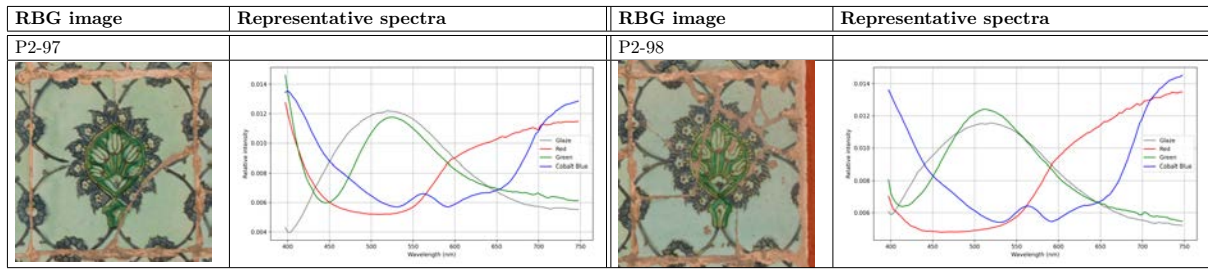 RBG image
Representative spectra
RBG image
Representative spectra
P2-97
P2-98
Relative intensity
0.014
0.012
0.010
0.008
0.006
0.004
Glaze
Red
Green
Cobalt Blue
400 450 500 550 600 650 700 750
Wavelength (nm)
Relative intensity
0.014
0.012
0.010
0.008
0.006
Glaze
Red
Green
Cobalt Blue
400 450 500 550 600 650 700 750
Wavelength (nm)